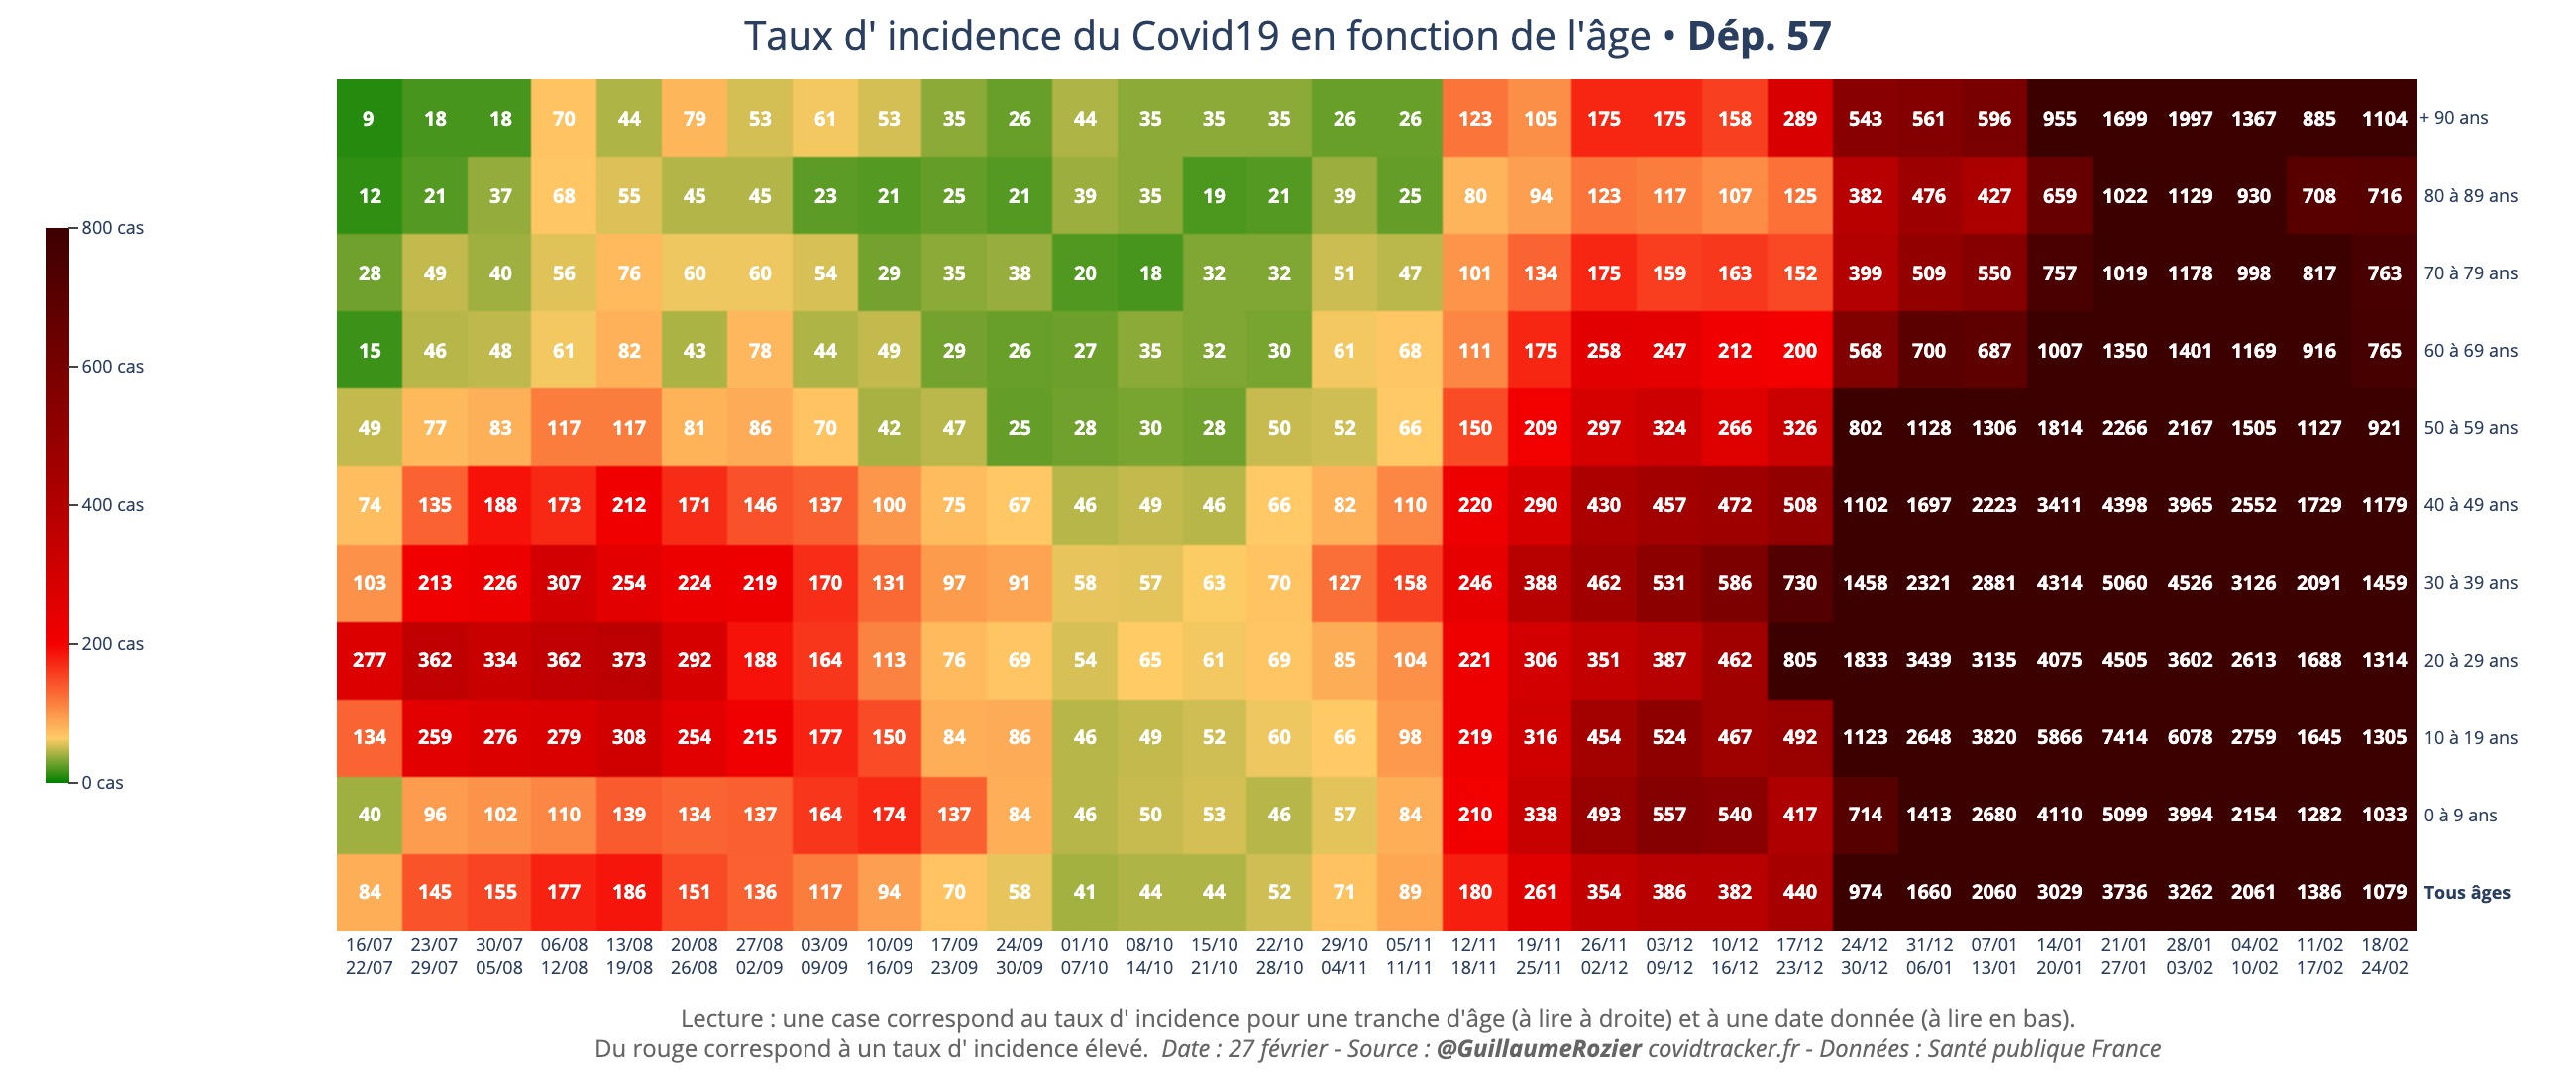 Taux d' incidence du Covid19 en fonction de l'âge • Dép. 57
800 cas
600 cas
400 cas
200 cas
0 cas
9 18 18 70 44 79 53 61 53 35 26 44 35 35 35 26 26 123 105 175 175 158 289 543 561 596 955 1699 1997 1367 885 1104 + 90 ans
12 21 37 68 55 45 45 23 21 25 21 39 35 19 21 39 25 80 94 123 117 107 125 382 476 427 659 1022 1129 930 708 716 80 à 89 ans
28 49 40 56 76 60 60 54 29 35 38 20 18 32 32 51 47 101 134 175 159 163 152 399 509 550 757 1019 1178 998 817 763 70 à 79 ans
15 46 48 61 82 43 78 44 49 29 26 27 35 32 30 61 68 111 175 258 247 212 200 568 700 687 1007 1350 1401 1169 916 765 60 à 69 ans
49 77 83 117 117 81 86 70 42 47 25 28 30 28 50 52 66 150 209 297 324 266 326 802 1128 1306 1814 2266 2167 1505 1127 921 50 à 59 ans
74 135 188 173 212 171 146 137 100 75 67 46 49 46 66 82 110 220 290 430 457 472 508 1102 1697 2223 3411 4398 3965 2552 1729 1179 40 à 49 ans
103 213 226 307 254 224 219 170 131 97 91 58 57 63 70 127 158 246 388 462 531 586 730 1458 2321 2881 4314 5060 4526 3126 2091 1459 30 à 39 ans
277 362 334 362 373 292 188 164 113 76 69 54 65 61 69 85 104 221 306 351 387 462 805 1833 3439 3135 4075 4505 3602 2613 1688 1314 20 à 29 ans
134 259 276 279 308 254 215 177 150 84 86 46 49 52 60 66 98 219 316 454 524 467 492 1123 2648 3820 5866 7414 6078 2759 1645 1305 10 à 19 ans
40 96 102 110 139 134 137 164 174 137 84 46 50 53 46 57 84 210 338 493 557 540 417 714 1413 2680 4110 5099 3994 2154 1282 1033 0 à 9 ans
84 145 155 177 186 151 136 117 94 70 58 41 44 44 52 71 89 180 261 354 386 382 440 974 1660 2060 3029 3736 3262 2061 1386 1079 Tous âges
16/07 23/07 30/07 06/08 13/08 20/08 27/08 03/09 10/09 17/09 24/09 01/10 08/10 15/10 22/10 29/10 05/11 12/11 19/11 26/11 03/12 10/12 17/12 24/12 31/12 07/01 14/01 21/01 28/01 04/02 11/02 18/02
22/07 29/07 05/08 12/08 19/08 26/08 02/09 09/09 16/09 23/09 30/09 07/10 14/10 21/10 28/10 04/11 11/11 18/11 25/11 02/12 09/12 16/12 23/12 30/12 06/01 13/01 20/01 27/01 03/02 10/02 17/02 24/02
Lecture : une case correspond au taux d' incidence pour une tranche d'âge (à lire à droite) et à une date donnée (à lire en bas).
Du rouge correspond à un taux d' incidence élevé. Date : 27 février - Source : @GuillaumeRozier covidtracker.fr - Données : Santé publique France